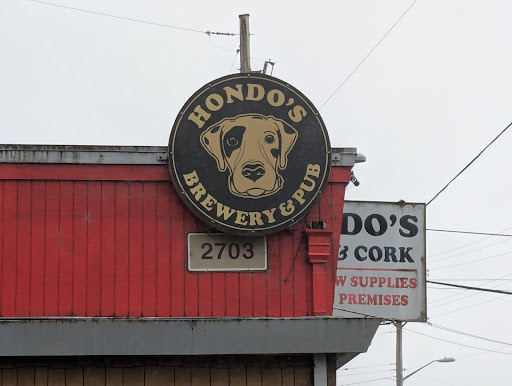 HONDO'S
BREWERY & PUB
2703
DO'S
& CORK
W SUPPLIES
PREMISES